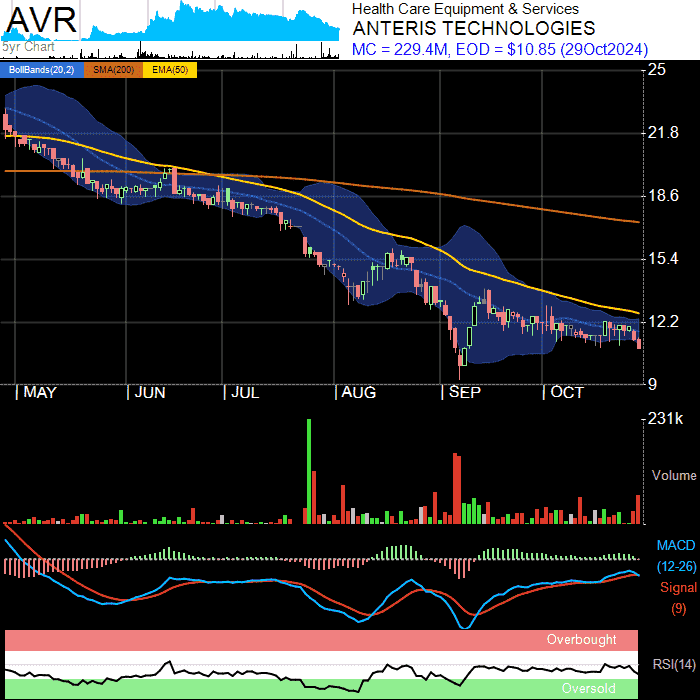 AVR
5yr Chart
Health Care Equipment & Services
ANTERIS TECHNOLOGIES
MC = 229.4M, EOD = $10.85 (29Oct2024)
BollBands(20,2) SMA(200) EMA(50)
25
21.8
18.6
15.4
12.2
9
MAY JUN JUL AUG SEP OCT
231k
Volume
MACD
(12-26)
Signal
(9)
Overbought
RSI(14)
Oversold